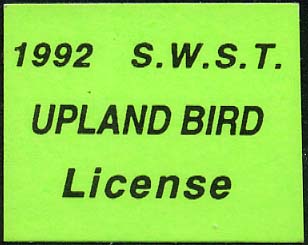 1992 S.W.S.T.
UPLAND BIRD
License